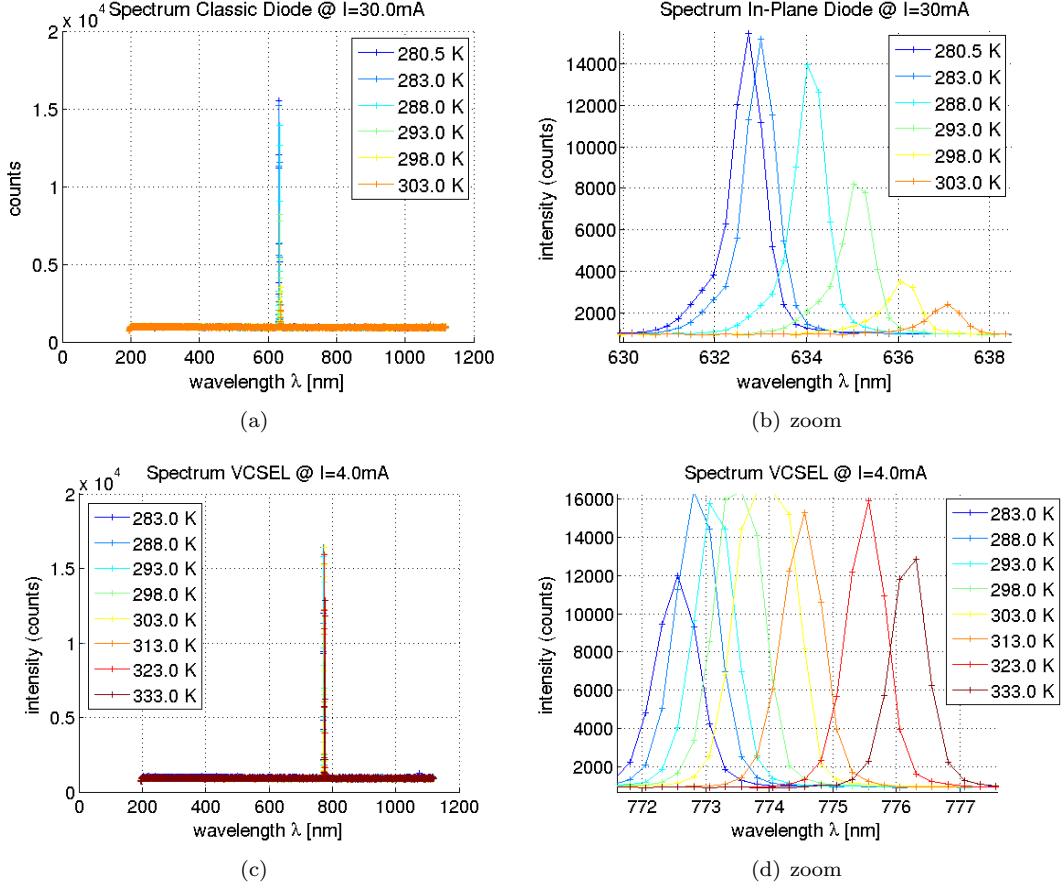 Spectrum Classic Diode @ I=30.0mA
2 x 10^4
1.5
1
0.5
0
counts
280.5 K
283.0 K
288.0 K
293.0 K
298.0 K
303.0 K
0 200 400 600 800 1000 1200
wavelength λ [nm]
(a)
Spectrum In-Plane Diode @ I=30mA
14000
12000
10000
8000
6000
4000
2000
intensity (counts)
280.5 K
283.0 K
288.0 K
293.0 K
298.0 K
303.0 K
630 632 634 636 638
wavelength λ [nm]
(b) zoom
Spectrum VCSEL @ I=4.0mA
2 x 10^4
1.5
1
0.5
0
intensity (counts)
283.0 K
288.0 K
293.0 K
298.0 K
303.0 K
313.0 K
323.0 K
333.0 K
0 200 400 600 800 1000 1200
wavelength λ [nm]
(c)
Spectrum VCSEL @ I=4.0mA
16000
14000
12000
10000
8000
6000
4000
2000
intensity (counts)
283.0 K
288.0 K
293.0 K
298.0 K
303.0 K
313.0 K
323.0 K
333.0 K
772 773 774 775 776 777
wavelength λ [nm]
(d) zoom